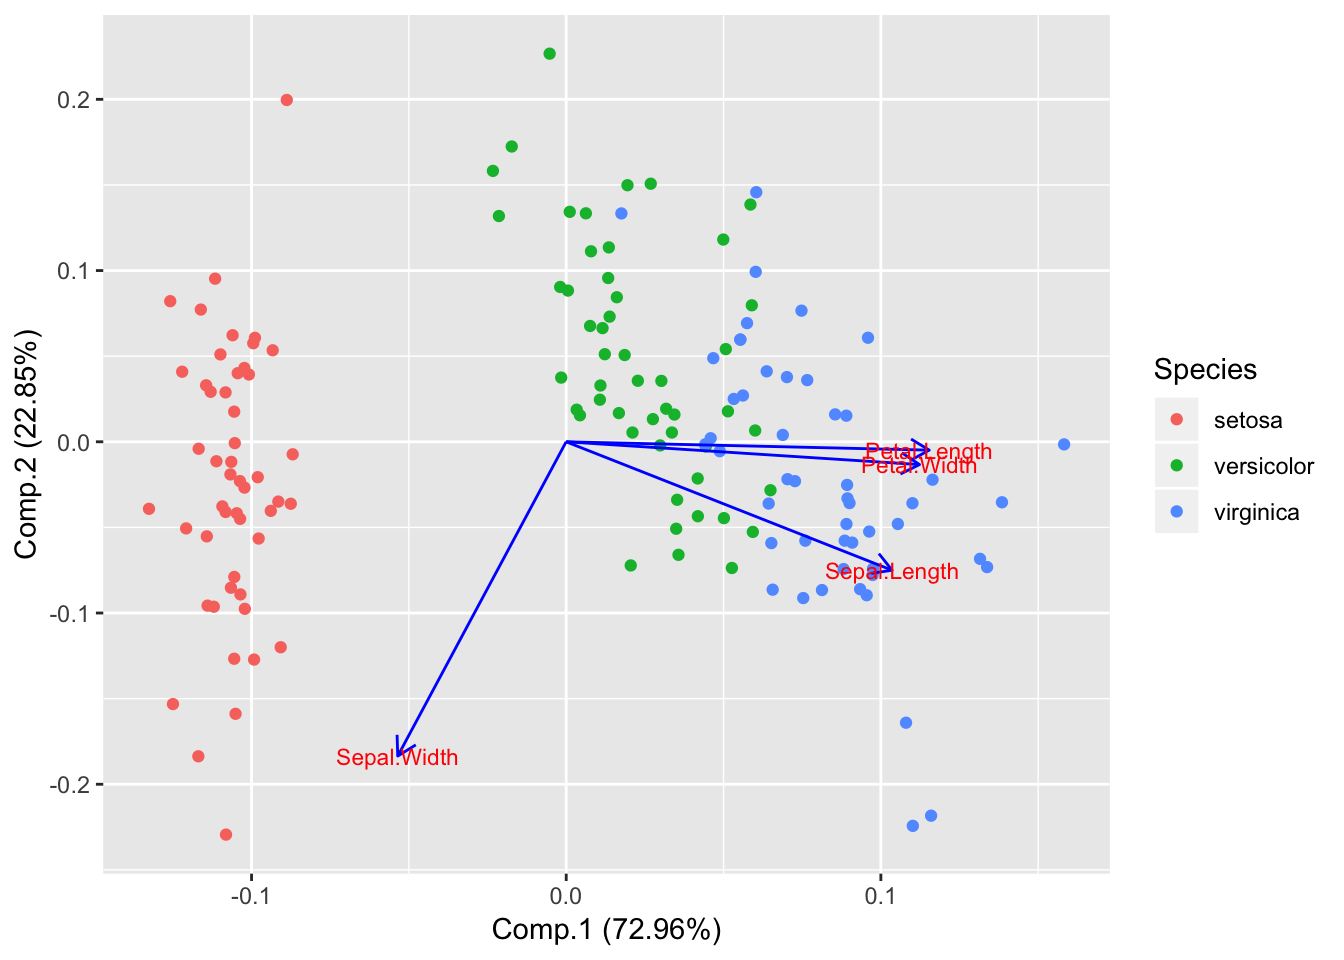 0.2
0.1
0.0
-0.1
-0.2
Comp.2 (22.85%)
Petal.Length
Petal.Width
Sepal.Length
Sepal.Width
-0.1
0.0
0.1
Comp.1 (72.96%)
Species
setosa
versicolor
virginica